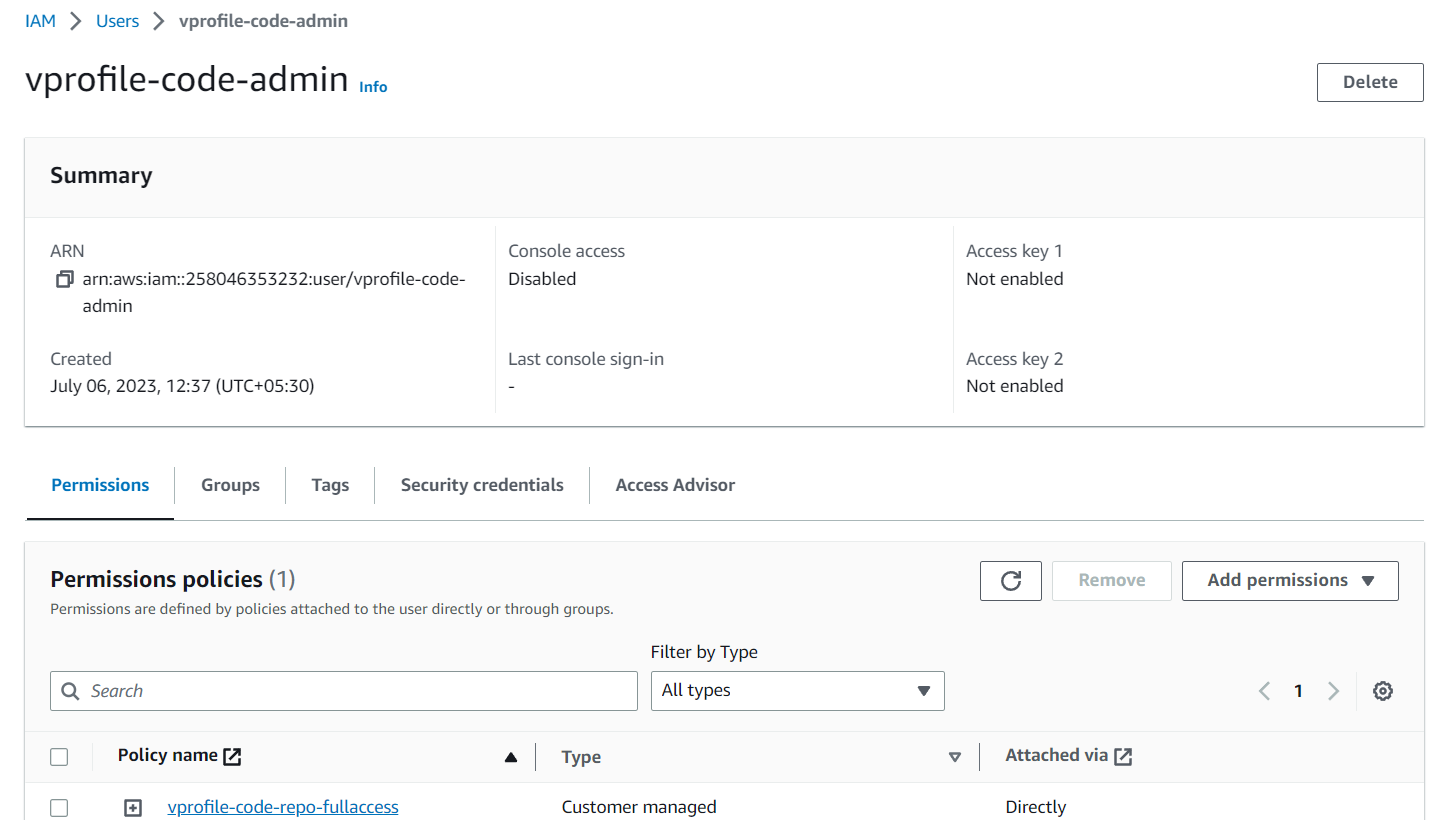 IAM > Users > vprofile-code-admin
vprofile-code-admin Info
Delete
Summary
ARN
arn:aws:iam::258046353232:user/vprofile-code-
admin
Created
July 06, 2023, 12:37 (UTC+05:30)
Console access
Disabled
Last console sign-in
-
Access key 1
Not enabled
Access key 2
Not enabled
Permissions Groups Tags Security credentials Access Advisor
Permissions policies (1)
Permissions are defined by policies attached to the user directly or through groups.
Remove Add permissions
Filter by Type
Search All types 1
Policy name Type Attached via
vprofile-code-repo-fullaccess Customer managed Directly